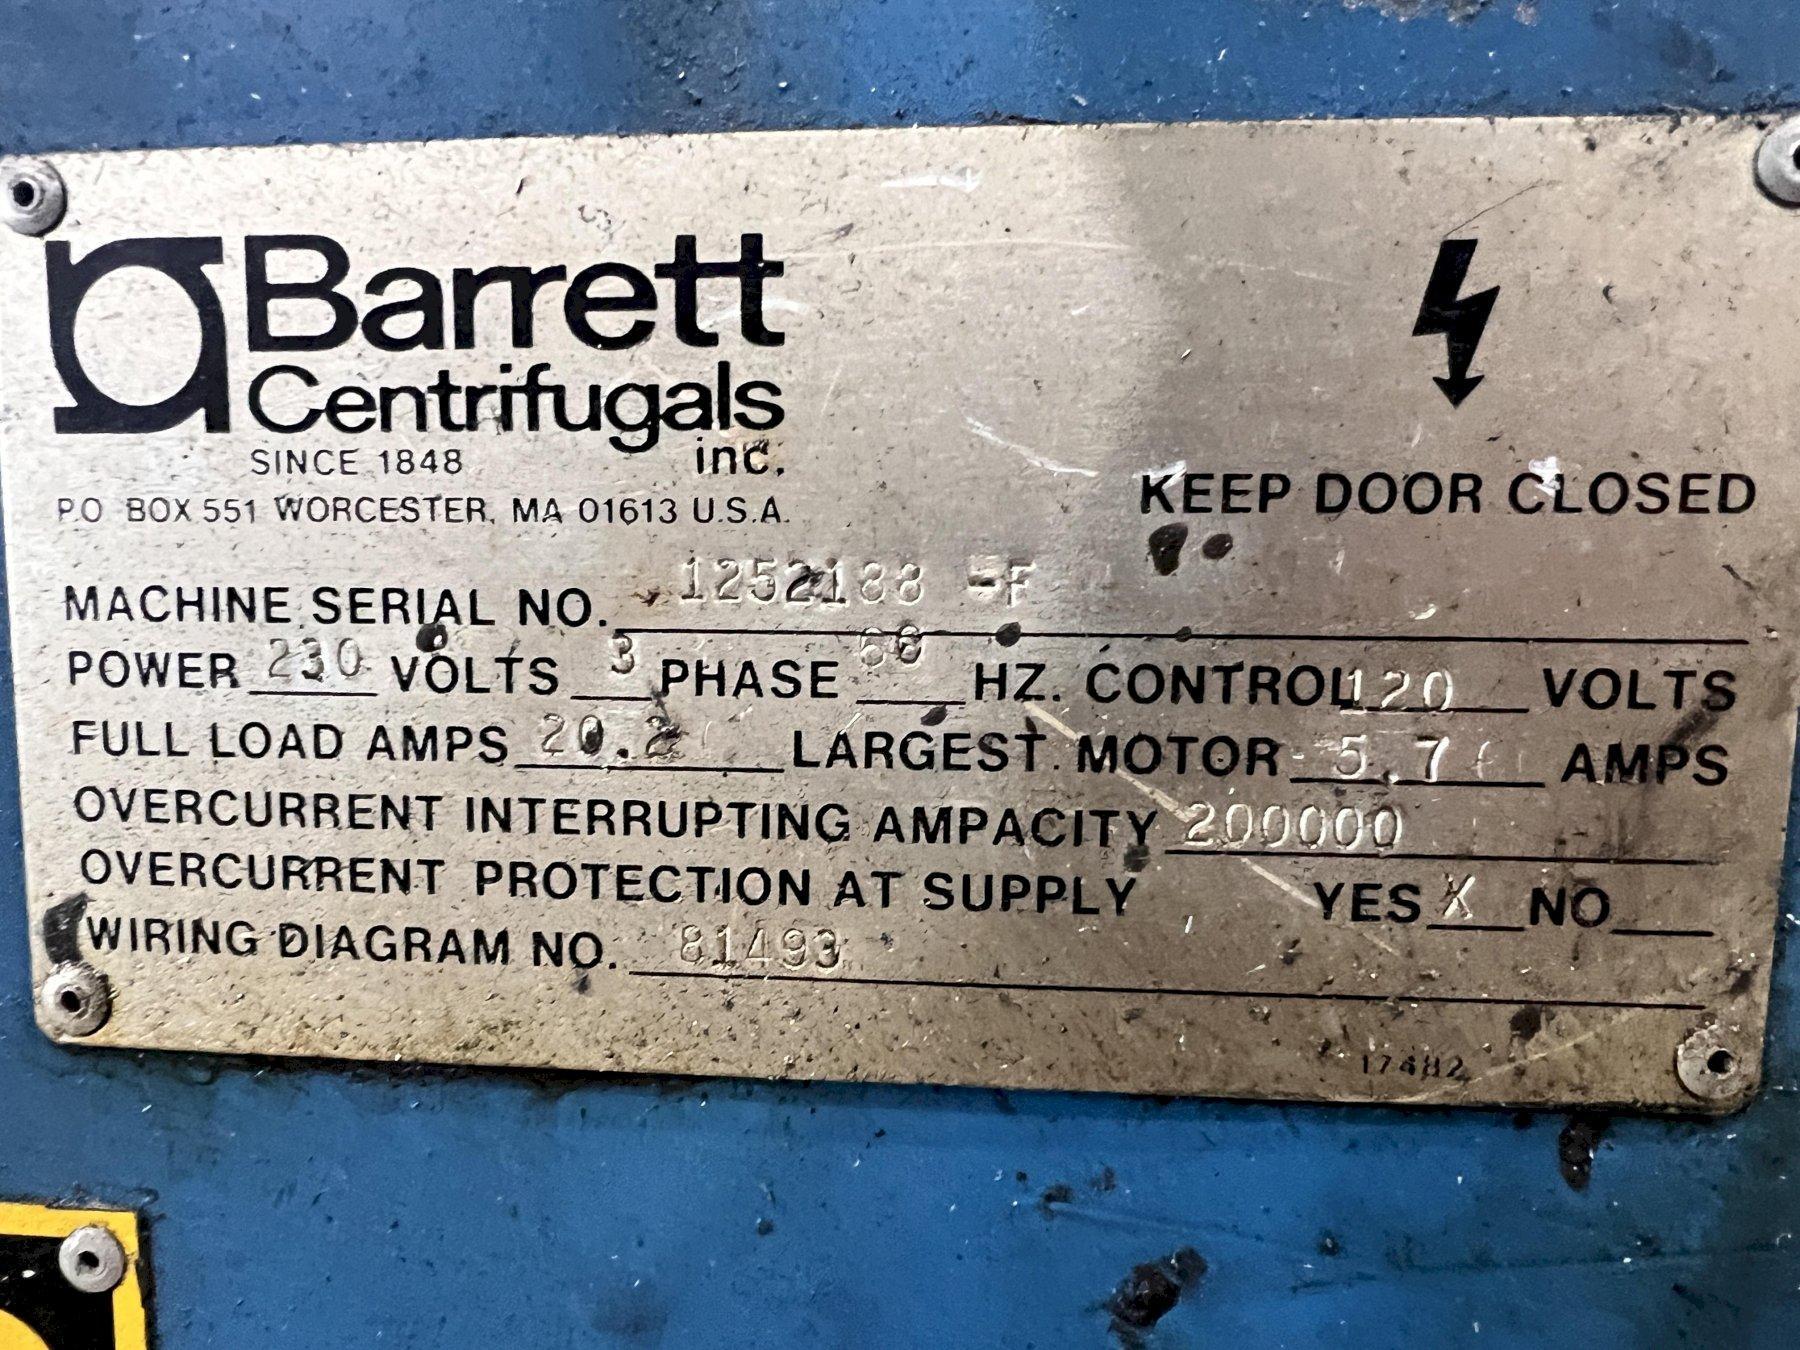 Barrett
Centrifugals
SINCE 1848 inc.
P.O BOX 551 WORCESTER, MA 01613 U.S.A.
KEEP DOOR CLOSED
MACHINE SERIAL NO. 1252188 -F
POWER 230 VOLTS 3 PHASE 60 HZ. CONTROL 120 VOLTS
FULL LOAD AMPS 20.2 LARGEST MOTOR 5.7 AMPS
OVERCURRENT INTERRUPTING AMPACITY 200000
OVERCURRENT PROTECTION AT SUPPLY YES X NO
WIRING DIAGRAM NO. 81493
17482